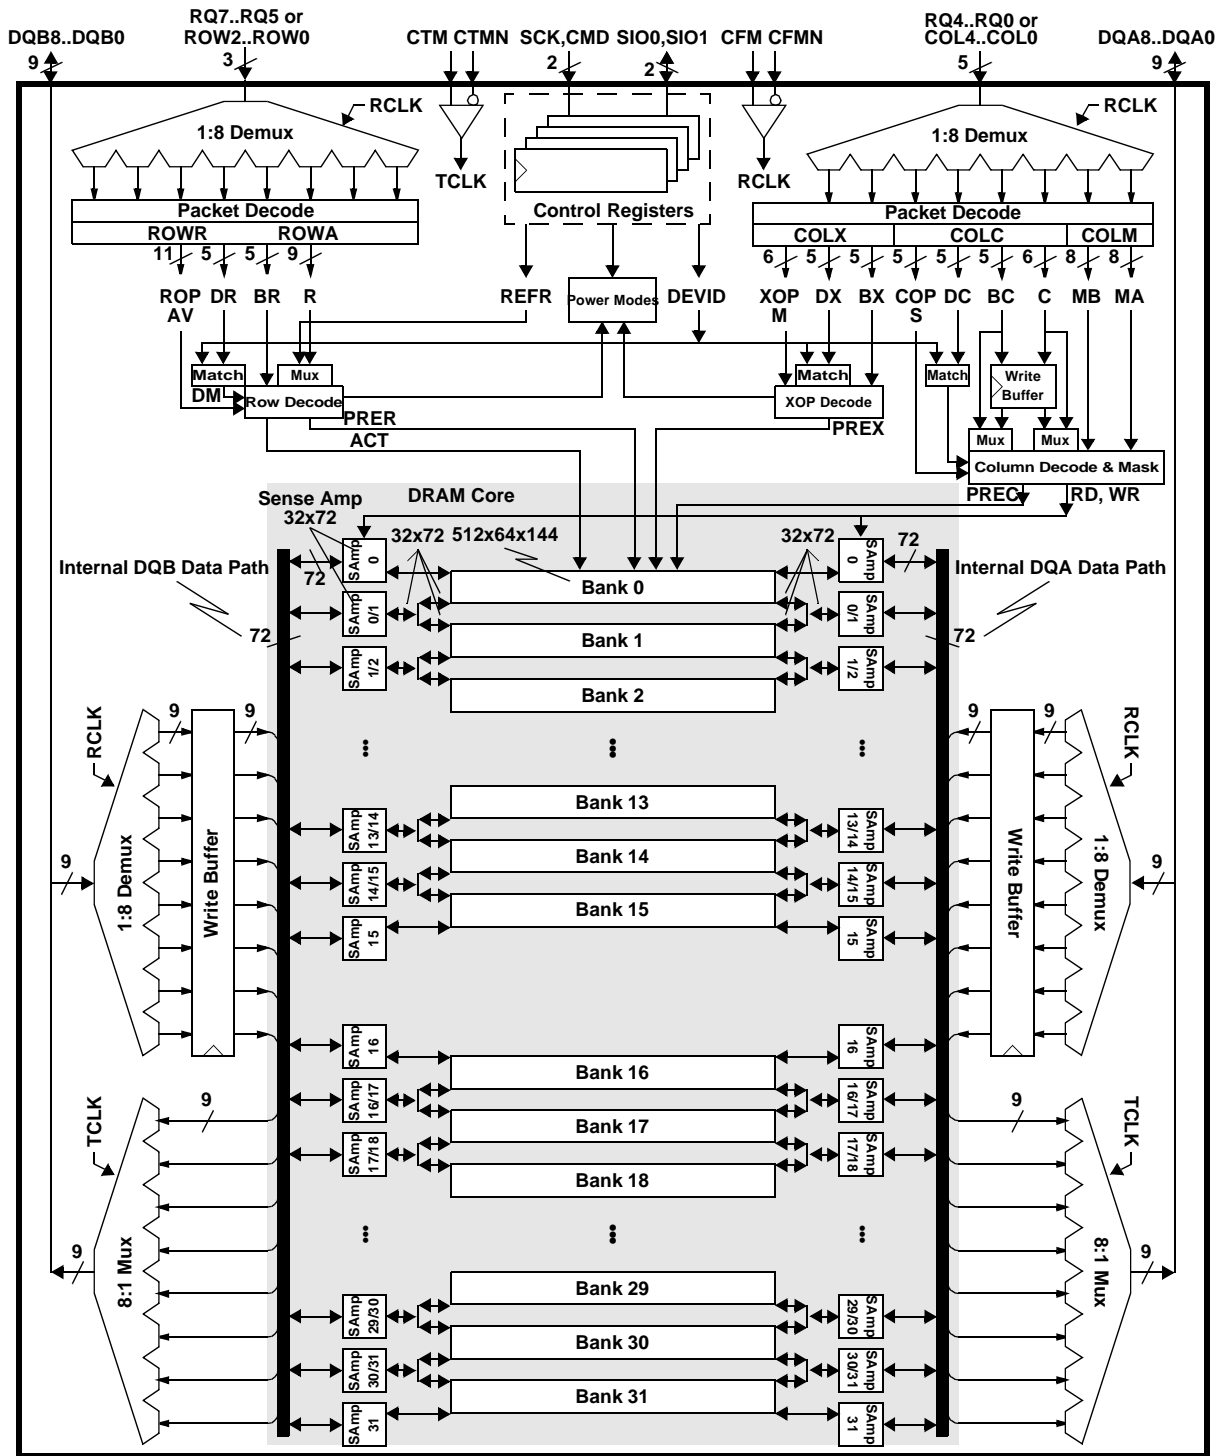 RQ7..RQ5 or
ROW2..ROW0
DQB8..DQB0
CTM CTMN
SCK,CMD
SIO0,SIO1
CFM CFMN
RQ4..RQ0 or
COL4..COL0
DQA8..DQA0
9
3
2
2
5
9
RCLK
1:8 Demux
TCLK
Control Registers
RCLK
RCLK
1:8 Demux
Packet Decode
ROWR
ROWA
Packet Decode
COLX
COLC
COLM
11
5
5
9
6
5
5
5
5
5
6
8
8
ROP
AV
DR
BR
R
REFR
Power Modes
DEVID
XOP
M
DX
BX
COP
S
DC
BC
C
MB
MA
Match
Mux
DM
Row Decode
Match
XOP Decode
Match
Write
Buffer
Mux
Mux
Column Decode & Mask
PRER
ACT
PREX
PREC
RD, WR
Sense Amp
32x72
DRAM Core
32x72
512x64x144
32x72
72
72
Internal DQB Data Path
72
Internal DQA Data Path
72
SAmp
0
Bank 0
SAmp
0
SAmp
0/1
SAmp
0/1
Bank 1
SAmp
1/2
SAmp
1/2
Bank 2
Bank 13
SAmp
13/14
SAmp
13/14
Bank 14
SAmp
14/15
SAmp
14/15
Bank 15
SAmp
15
SAmp
15
RCLK
9
9
9
1:8 Demux
Write Buffer
9
9
RCLK
9
Write Buffer
1:8 Demux
SAmp
16
SAmp
16
Bank 16
SAmp
16/17
SAmp
16/17
Bank 17
SAmp
17/18
SAmp
17/18
Bank 18
TCLK
9
9
8:1 Mux
9
TCLK
9
8:1 Mux
Bank 29
SAmp
29/30
SAmp
29/30
Bank 30
SAmp
30/31
SAmp
30/31
Bank 31
SAmp
31
SAmp
31